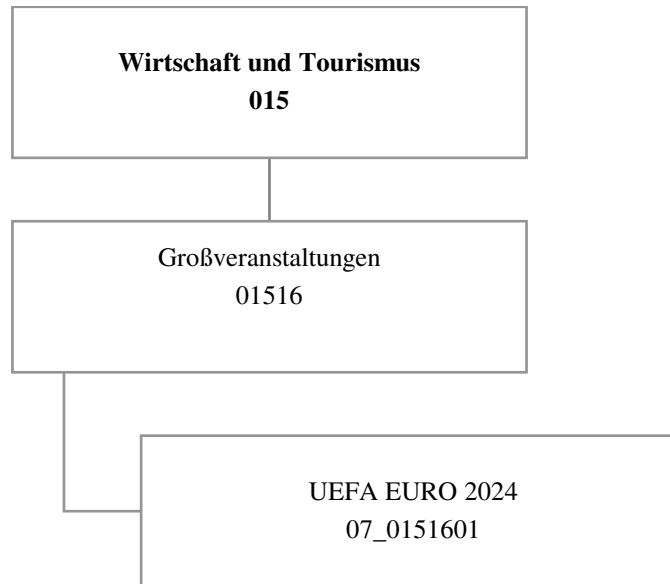 Wirtschaft und Tourismus
015
Großveranstaltungen
01516
UEFA EURO 2024
07_0151601